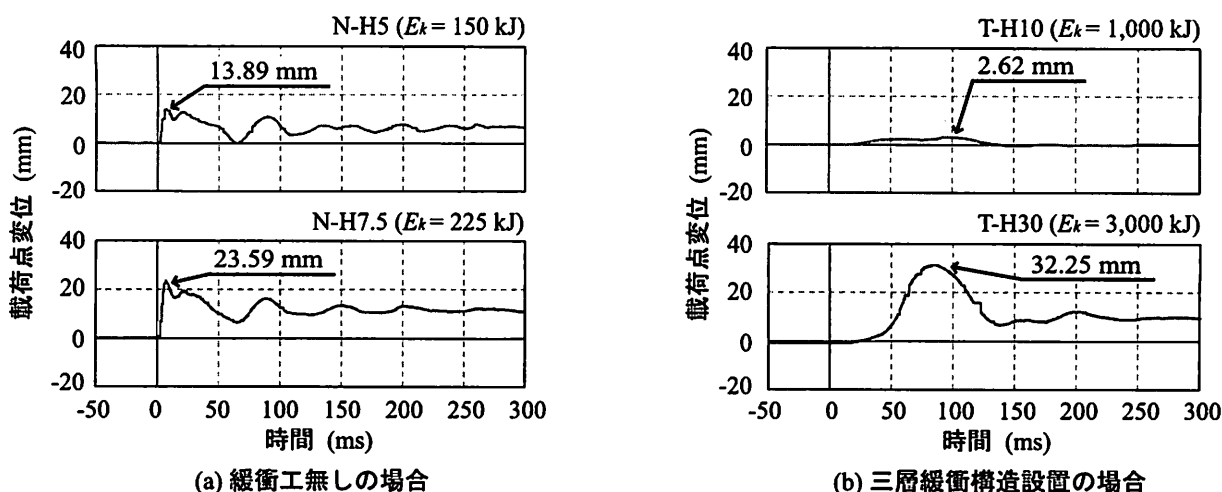 N-H5 (Ek = 150 kJ)
40
20
0
-20
13.89 mm
N-H7.5 (Ek = 225 kJ)
40
20
0
-20
23.59 mm
載荷点変位 (mm)
-50 0 50 100 150 200 250 300
時間 (ms)
(a) 緩衝工無しの場合
T-H10 (Ek = 1,000 kJ)
40
20
0
-20
2.62 mm
T-H30 (Ek = 3,000 kJ)
40
20
0
-20
32.25 mm
載荷点変位 (mm)
-50 0 50 100 150 200 250 300
時間 (ms)
(b) 三層緩衝構造設置の場合